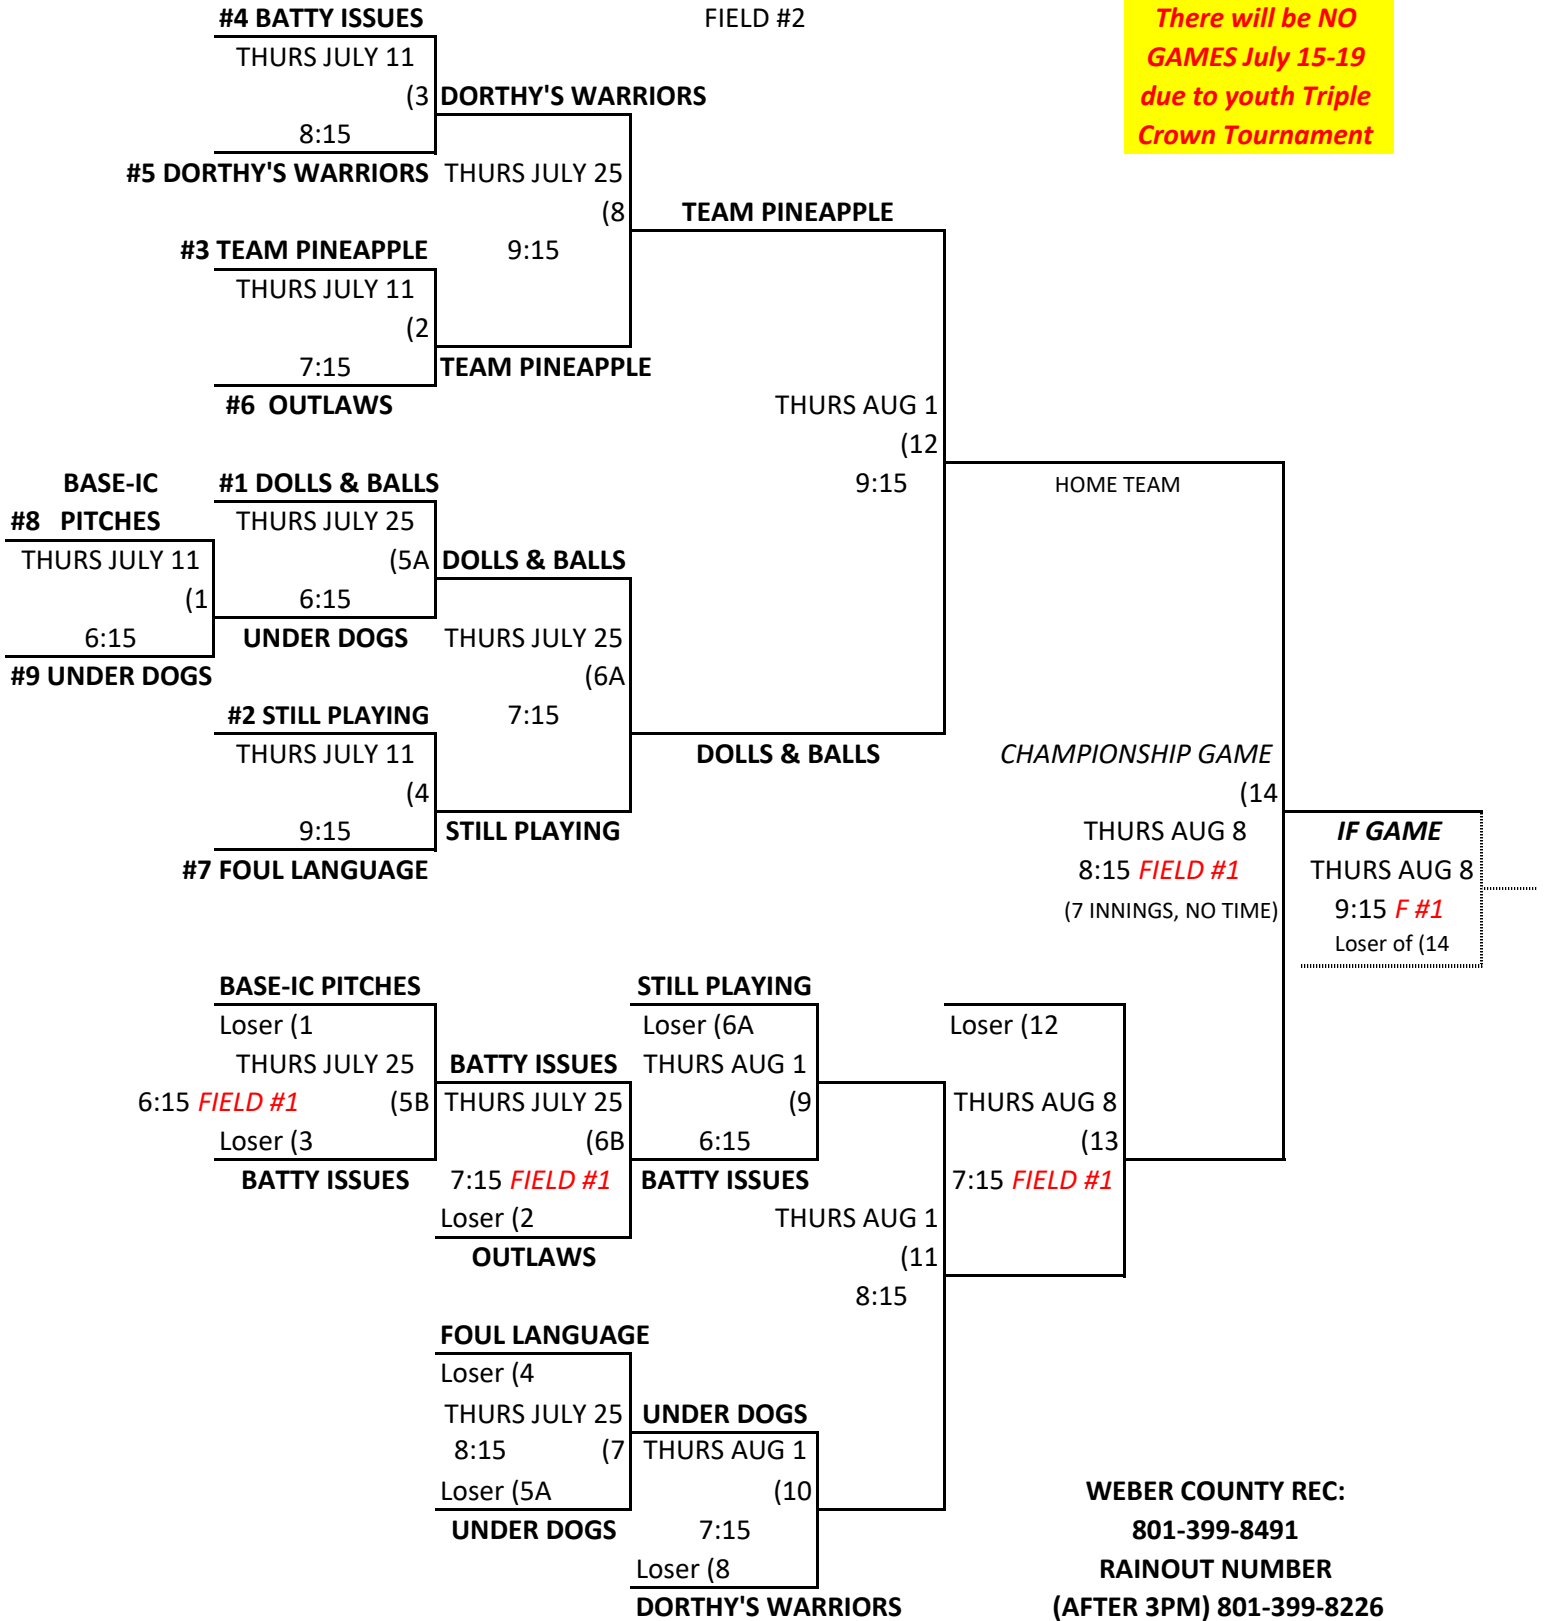 #4 BATTY ISSUES
FIELD #2
There will be NO
GAMES July 15-19
due to youth Triple
Crown Tournament
THURS JULY 11
(3
DORTHY'S WARRIORS
8:15
#5 DORTHY'S WARRIORS
THURS JULY 25
(8
TEAM PINEAPPLE
#3 TEAM PINEAPPLE
9:15
THURS JULY 11
(2
7:15
TEAM PINEAPPLE
#6 OUTLAWS
THURS AUG 1
(12
9:15
HOME TEAM
BASE-IC
#8 PITCHES
#1 DOLLS & BALLS
THURS JULY 25
THURS JULY 11
(5A
DOLLS & BALLS
(1
6:15
6:15
UNDER DOGS
THURS JULY 25
#9 UNDER DOGS
(6A
#2 STILL PLAYING
7:15
THURS JULY 11
DOLLS & BALLS
CHAMPIONSHIP GAME
(4
(14
9:15
STILL PLAYING
THURS AUG 8
IF GAME
#7 FOUL LANGUAGE
8:15 FIELD #1
THURS AUG 8
(7 INNINGS, NO TIME)
9:15 F #1
Loser of (14
BASE-IC PITCHES
STILL PLAYING
Loser (1
Loser (6A
Loser (12
THURS JULY 25
BATTY ISSUES
THURS AUG 1
6:15 FIELD #1
(5B
THURS JULY 25
(9
THURS AUG 8
Loser (3
(6B
6:15
(13
BATTY ISSUES
7:15 FIELD #1
BATTY ISSUES
7:15 FIELD #1
Loser (2
THURS AUG 1
OUTLAWS
(11
8:15
FOUL LANGUAGE
Loser (4
THURS JULY 25
UNDER DOGS
8:15
(7
THURS AUG 1
Loser (5A
(10
WEBER COUNTY REC:
UNDER DOGS
7:15
801-399-8491
Loser (8
RAINOUT NUMBER
DORTHY'S WARRIORS
(AFTER 3PM) 801-399-8226